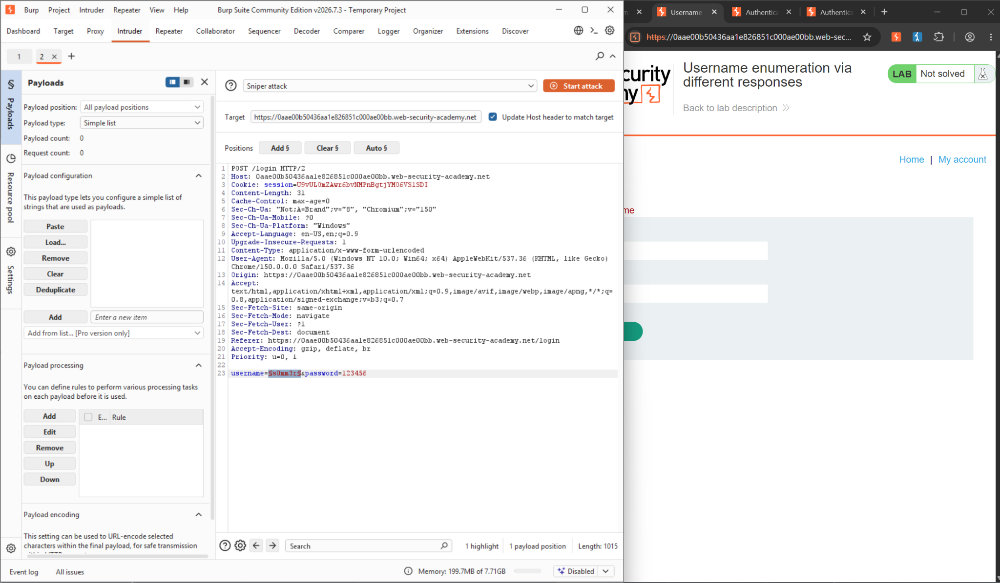 Burp Project Intruder Repeater View Help Burp Suite Community Edition v2026.7.3 - Temporary Project
Dashboard Target Proxy Intruder Repeater Collaborator Sequencer Decoder Comparer Logger Organizer Extensions Discover
1 2
Payloads
Resource pool
Settings
Payloads
Payload position: All payload positions
Payload type: Simple list
Payload count: 0
Request count: 0
Payload configuration
This payload type lets you configure a simple list of
strings that are used as payloads.
Paste
Load...
Remove
Clear
Deduplicate
Add Enter a new item
Add from list... [Pro version only]
Payload processing
You can define rules to perform various processing tasks
on each payload before it is used.
Add E... Rule
Edit
Remove
Up
Down
Payload encoding
This setting can be used to URL-encode selected
characters within the final payload, for safe transmission
Sniper attack Start attack
Target https://0aae00b50436aa1e826851c000ae00bb.web-security-academy.net Update Host header to match target
Positions Add § Clear § Auto §
1 POST /login HTTP/2
2 Host: 0aae00b50436aa1e826851c000ae00bb.web-security-academy.net
3 Cookie: session=U9vUL0mZAwr6bvNMPnBgtjYM06VS1SDI
4 Content-Length: 31
5 Cache-Control: max-age=0
6 Sec-Ch-Ua: "Not;A=Brand";v="8", "Chromium";v="150"
7 Sec-Ch-Ua-Mobile: ?0
8 Sec-Ch-Ua-Platform: "Windows"
9 Accept-Language: en-US,en;q=0.9
10 Upgrade-Insecure-Requests: 1
11 Content-Type: application/x-www-form-urlencoded
12 User-Agent: Mozilla/5.0 (Windows NT 10.0; Win64; x64) AppleWebKit/537.36 (KHTML, like Gecko)
Chrome/150.0.0.0 Safari/537.36
13 Origin: https://0aae00b50436aa1e826851c000ae00bb.web-security-academy.net
14 Accept:
text/html,application/xhtml+xml,application/xml;q=0.9,image/avif,image/webp,image/apng,*/*;q=
0.8,application/signed-exchange;v=b3;q=0.7
15 Sec-Fetch-Site: same-origin
16 Sec-Fetch-Mode: navigate
17 Sec-Fetch-User: ?1
18 Sec-Fetch-Dest: document
19 Referer: https://0aae00b50436aa1e826851c000ae00bb.web-security-academy.net/login
20 Accept-Encoding: gzip, deflate, br
21 Priority: u=0, i
22
23 username=§s0mm3r§&password=123456
Search 1 highlight 1 payload position Length: 1015
Event log All issues Memory: 199.7MB of 7.71GB Disabled
Username Authentica Authentica
https://0aae00b50436aa1e826851c000ae00bb.web-sec...
curity
my
Username enumeration via
different responses
Back to lab description
LAB Not solved
Home | My account
me